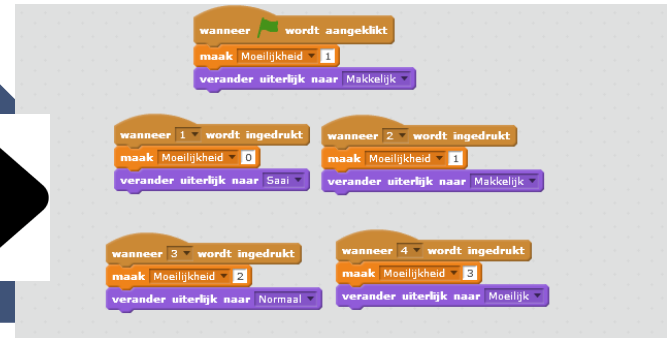 wanneer wordt aangeklikt
maak Moeilijkheid 1
verander uiterlijk naar Makkelijk
wanneer 1 wordt ingedrukt
maak Moeilijkheid 0
verander uiterlijk naar Saai
wanneer 2 wordt ingedrukt
maak Moeilijkheid 1
verander uiterlijk naar Makkelijk
wanneer 3 wordt ingedrukt
maak Moeilijkheid 2
verander uiterlijk naar Normaal
wanneer 4 wordt ingedrukt
maak Moeilijkheid 3
verander uiterlijk naar Moeilijk